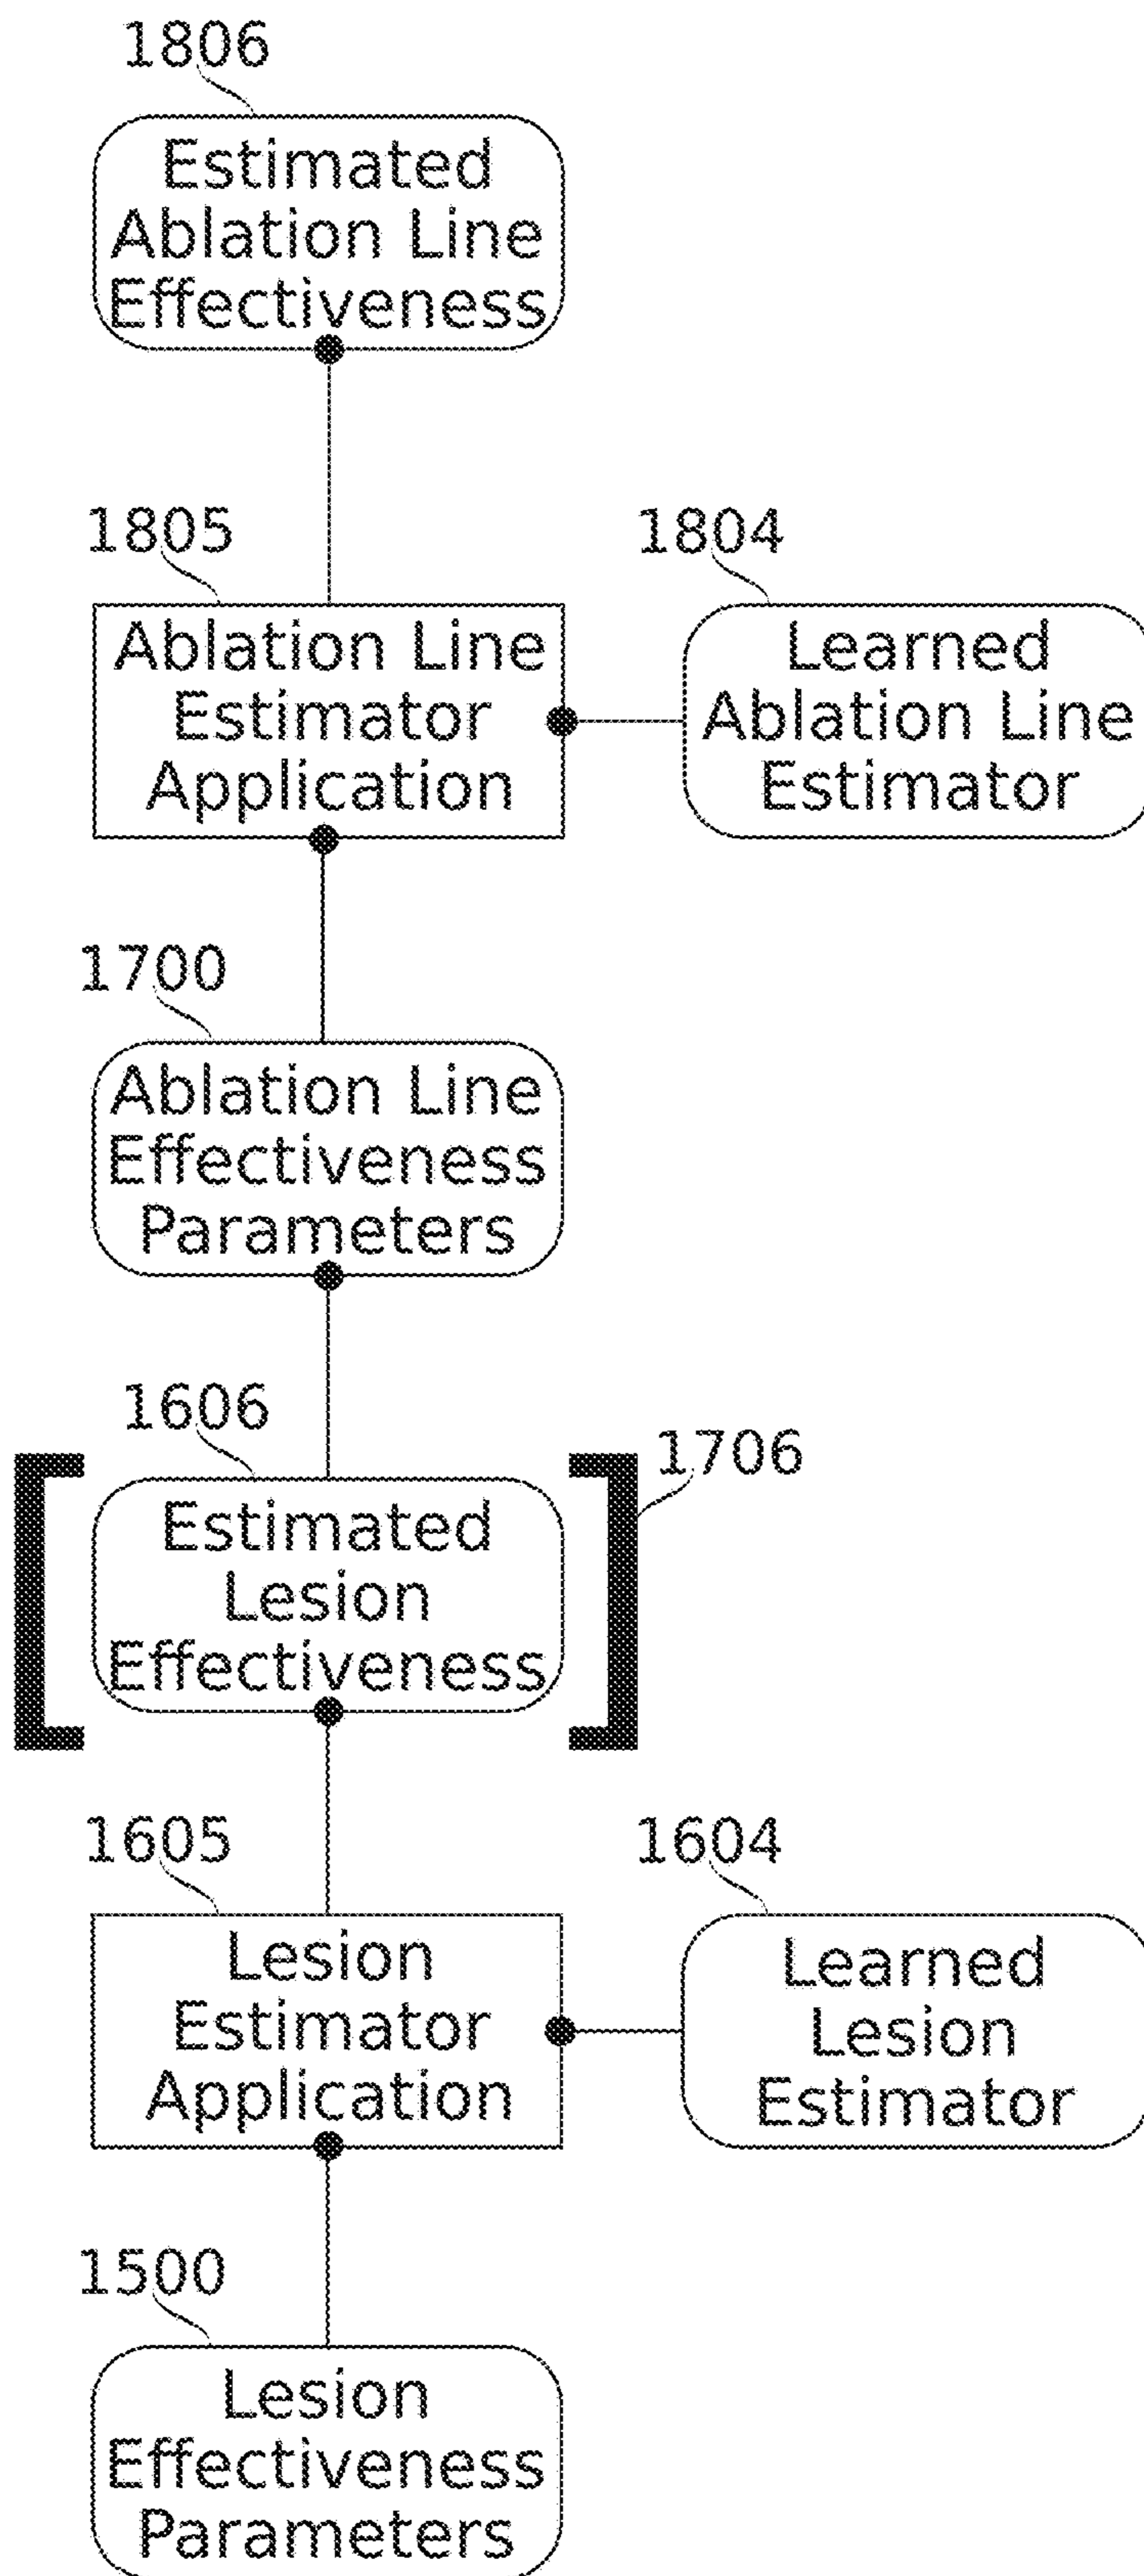 1806
Estimated
Ablation Line
Effectiveness
1805
Ablation Line
Estimator
Application
1804
Learned
Ablation Line
Estimator
1700
Ablation Line
Effectiveness
Parameters
1606
1706
Estimated
Lesion
Effectiveness
1605
Lesion
Estimator
Application
1604
Learned
Lesion
Estimator
1500
Lesion
Effectiveness
Parameters